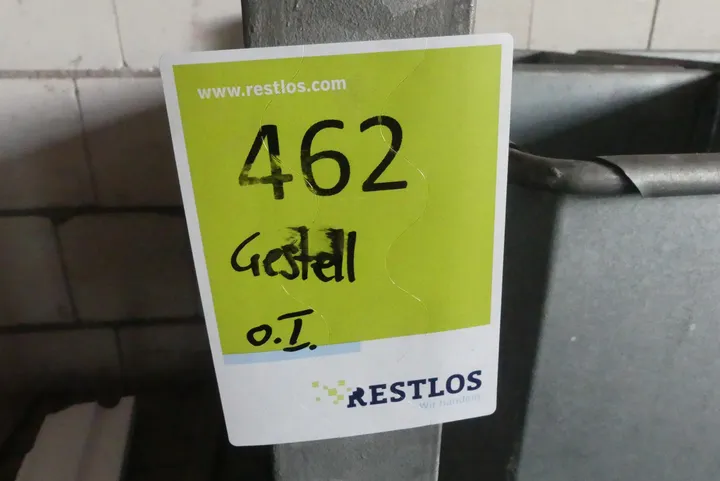 www.restlos.com
462
Gestell
o.I.
RESTLOS
Wir handeln